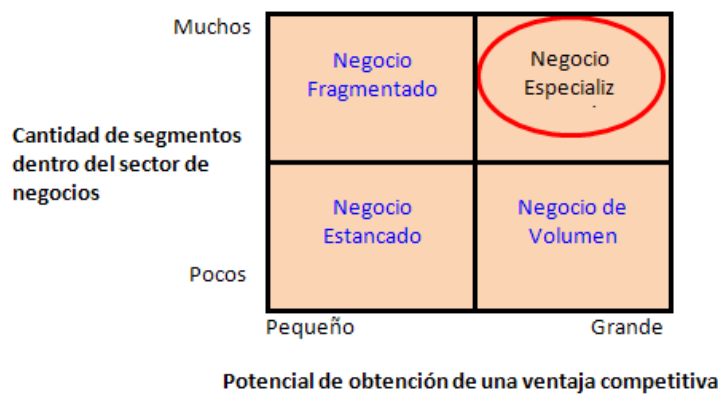 Muchos
Negocio
Fragmentado
Negocio
Especializ
Cantidad de segmentos
dentro del sector de
negocios
Negocio
Estancado
Negocio de
Volumen
Pocos
Pequeño
Grande
Potencial de obtención de una ventaja competitiva